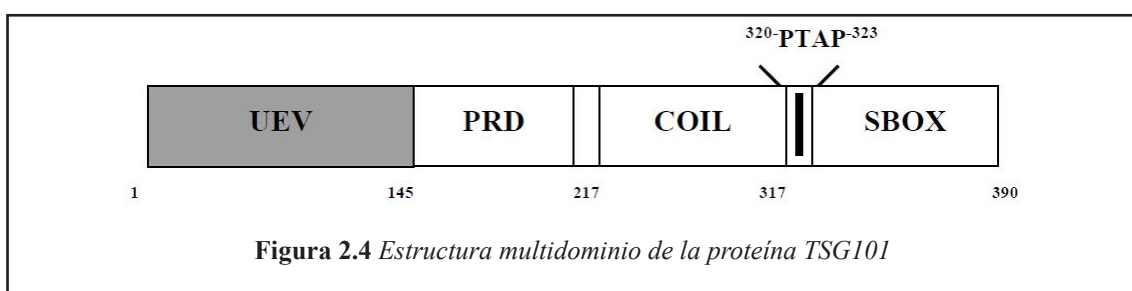 320-PTAP-323
UEV PRD COIL SBOX
1 145 217 317 390
Figura 2.4 Estructura multidominio de la proteína TSG101